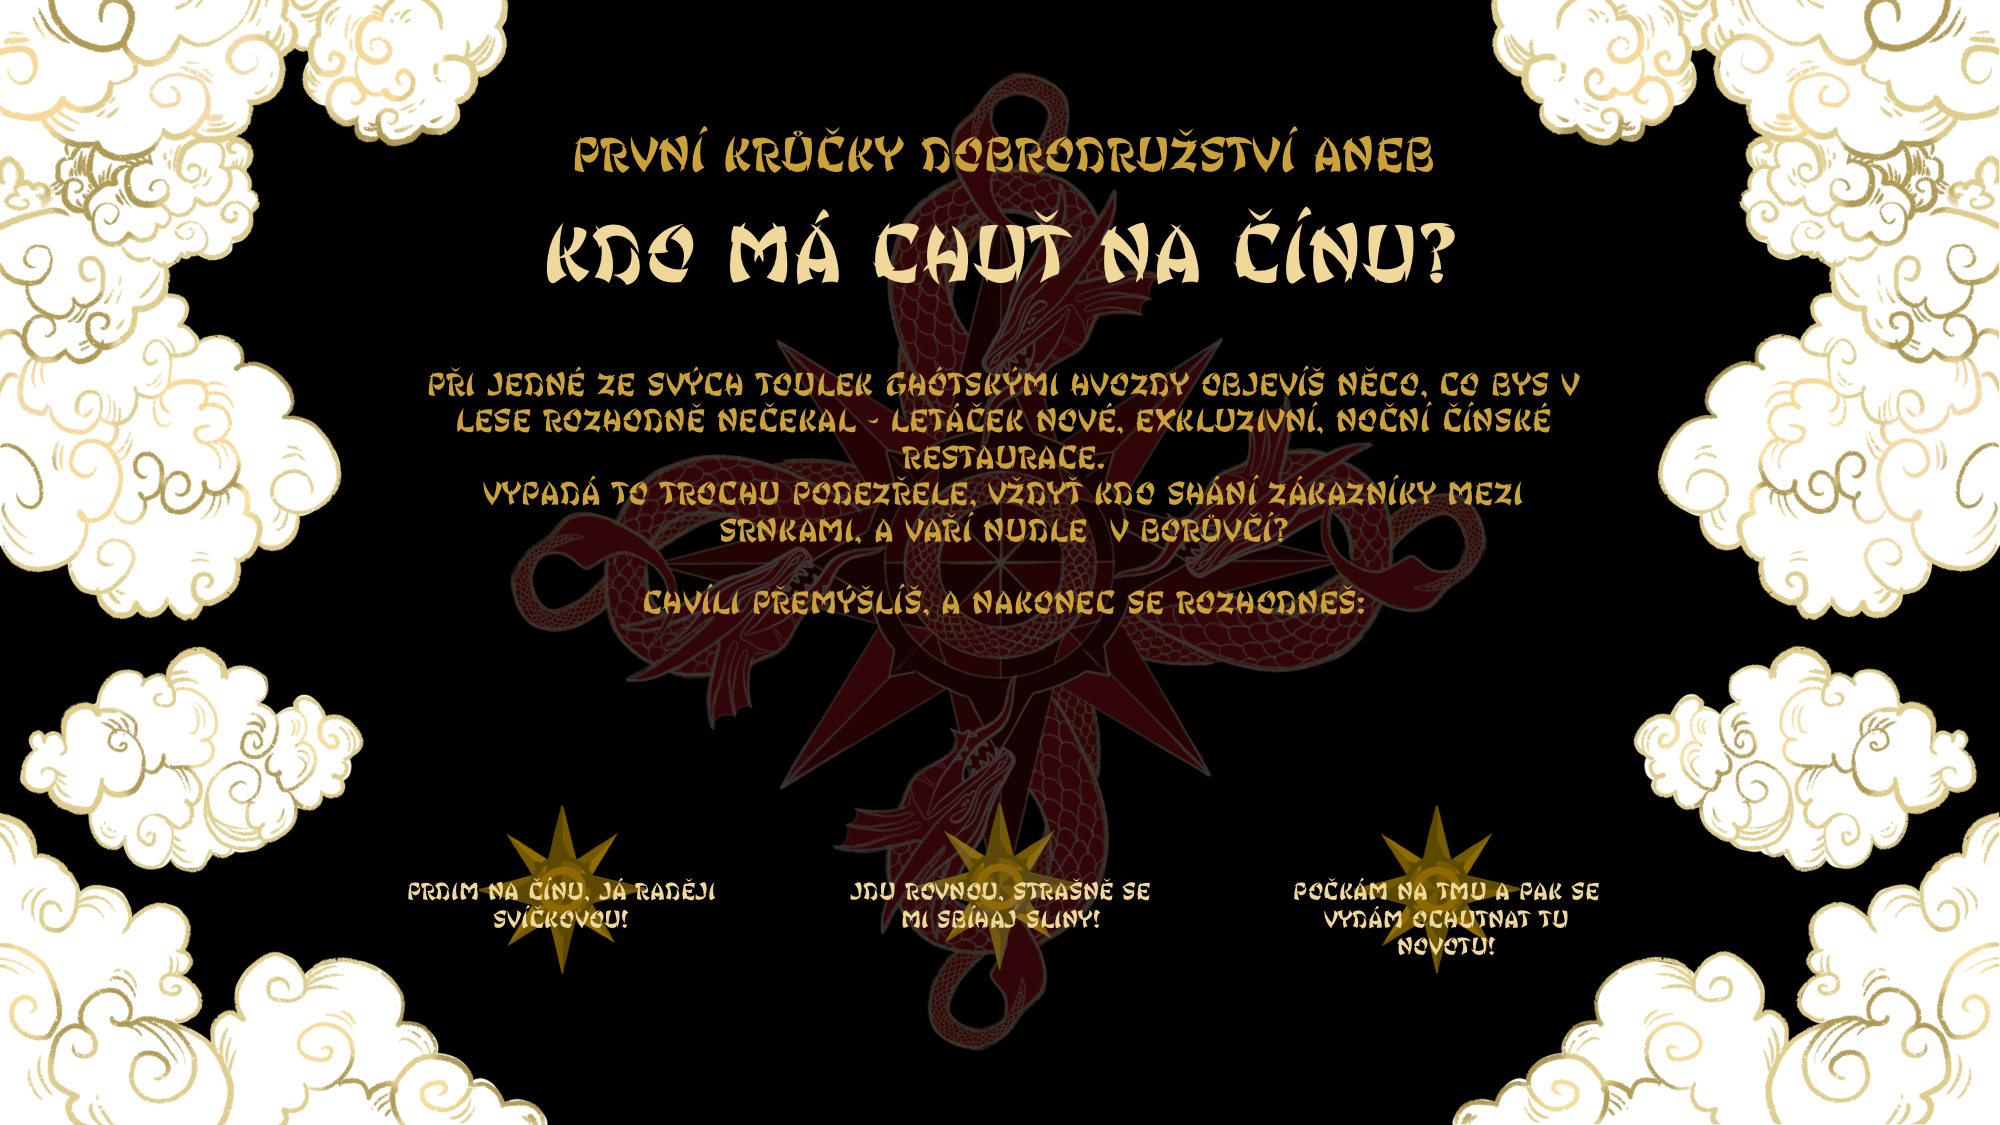 PRVNÍ KRŮČKY DOBRODRUŽSTVÍ ANEB
KDO MÁ CHUŤ NA ČÍNU?
PŘI JEDNÉ ZE SVÝCH TOULEK GHÓTSKÝMI HVOZDY OBJEVÍŠ NĚCO, CO BYS V
LESE ROZHODNĚ NEČEKAL - LETÁČEK NOVÉ, EXKLUZIVNÍ, NOČNÍ ČÍNSKÉ
RESTAURACE.
VYPADÁ TO TROCHU PODEZŘELE, VŽDYŤ KDO SHÁNÍ ZÁKAZNÍKY MEZI
SRNKAMI, A VAŘÍ NUDLE V BORŮVČÍ?
CHVÍLI PŘEMÝŠLÍŠ, A NAKONEC SE ROZHODNEŠ:
PRDIM NA ČÍNU, JÁ RADĚJI
SVÍČKOVOU!
JDU ROVNOU, STRAŠNĚ SE
MI SBÍHAJ SLINY!
POČKÁM NA TMU A PAK SE
VYDÁM OCHUTNAT TU
NOVOTU!